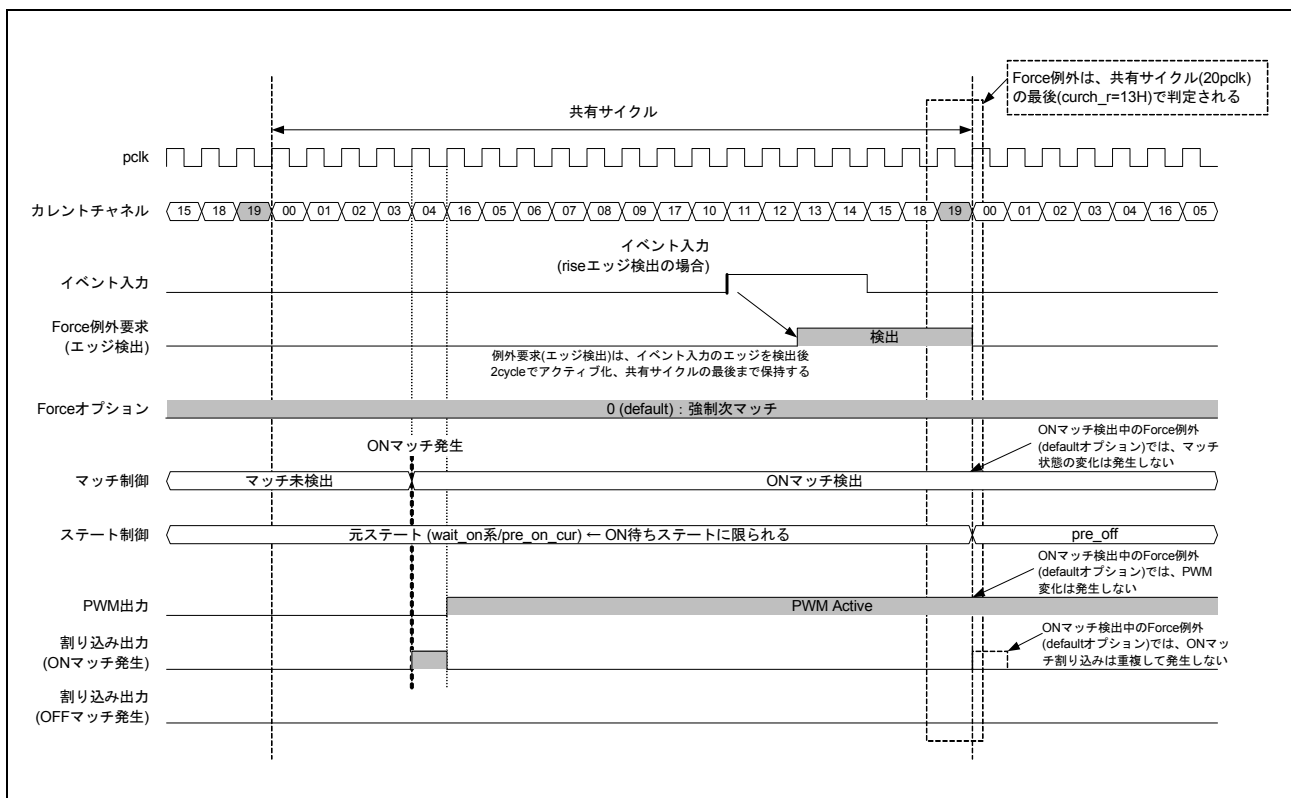 Force例外は、共有サイクル(20pclk)
の最後(curch_r=13H)で判定される
共有サイクル
pclk
カレントチャネル
15 18 19 00 01 02 03 04 16 05 06 07 08 09 17 10 11 12 13 14 15 18 19 00 01 02 03 04 16 05
イベント入力
(riseエッジ検出の場合)
イベント入力
Force例外要求
(エッジ検出)
検出
例外要求(エッジ検出)は、イベント入力のエッジを検出後
2cycleでアクティブ化、共有サイクルの最後まで保持する
Forceオプション
0 (default) : 強制次マッチ
ONマッチ発生
ONマッチ検出中のForce例外
(defaultオプション)では、マッチ
状態の変化は発生しない
マッチ制御
マッチ未検出
ONマッチ検出
ステート制御
元ステート (wait_on系/pre_on_cur) ← ON待ちステートに限られる
pre_off
ONマッチ検出中のForce例外
(defaultオプション)では、PWM
変化は発生しない
PWM出力
PWM Active
割り込み出力
(ONマッチ発生)
ONマッチ検出中のForce例外
(defaultオプション)では、ONマッ
チ割り込みは重複して発生しない
割り込み出力
(OFFマッチ発生)